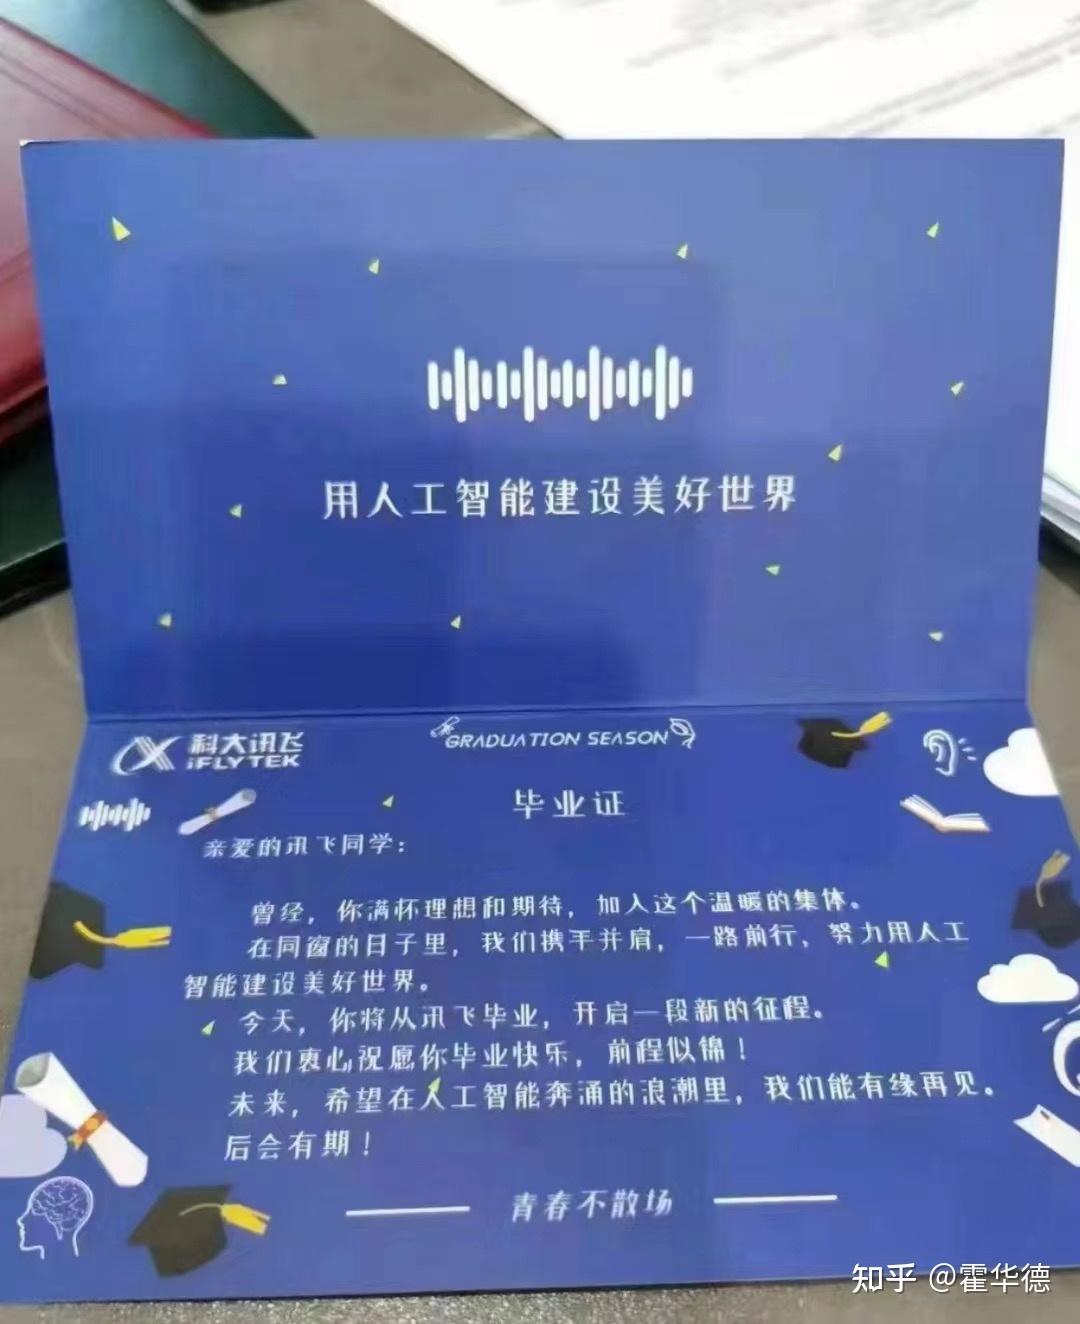 用人工智能建设美好世界
科大讯飞
iFLYTEK
GRADUATION SEASON
毕业证
亲爱的讯飞同学：
曾经，你满怀理想和期待，加入这个温暖的集体。
在同窗的日子里，我们携手并肩，一路前行，努力用人工
智能建设美好世界。
今天，你将从讯飞毕业，开启一段新的征程。
我们衷心祝愿你毕业快乐，前程似锦！
未来，希望在人工智能奔涌的浪潮里，我们能有缘再见。
后会有期！
青春不散场
知乎 @霍华德